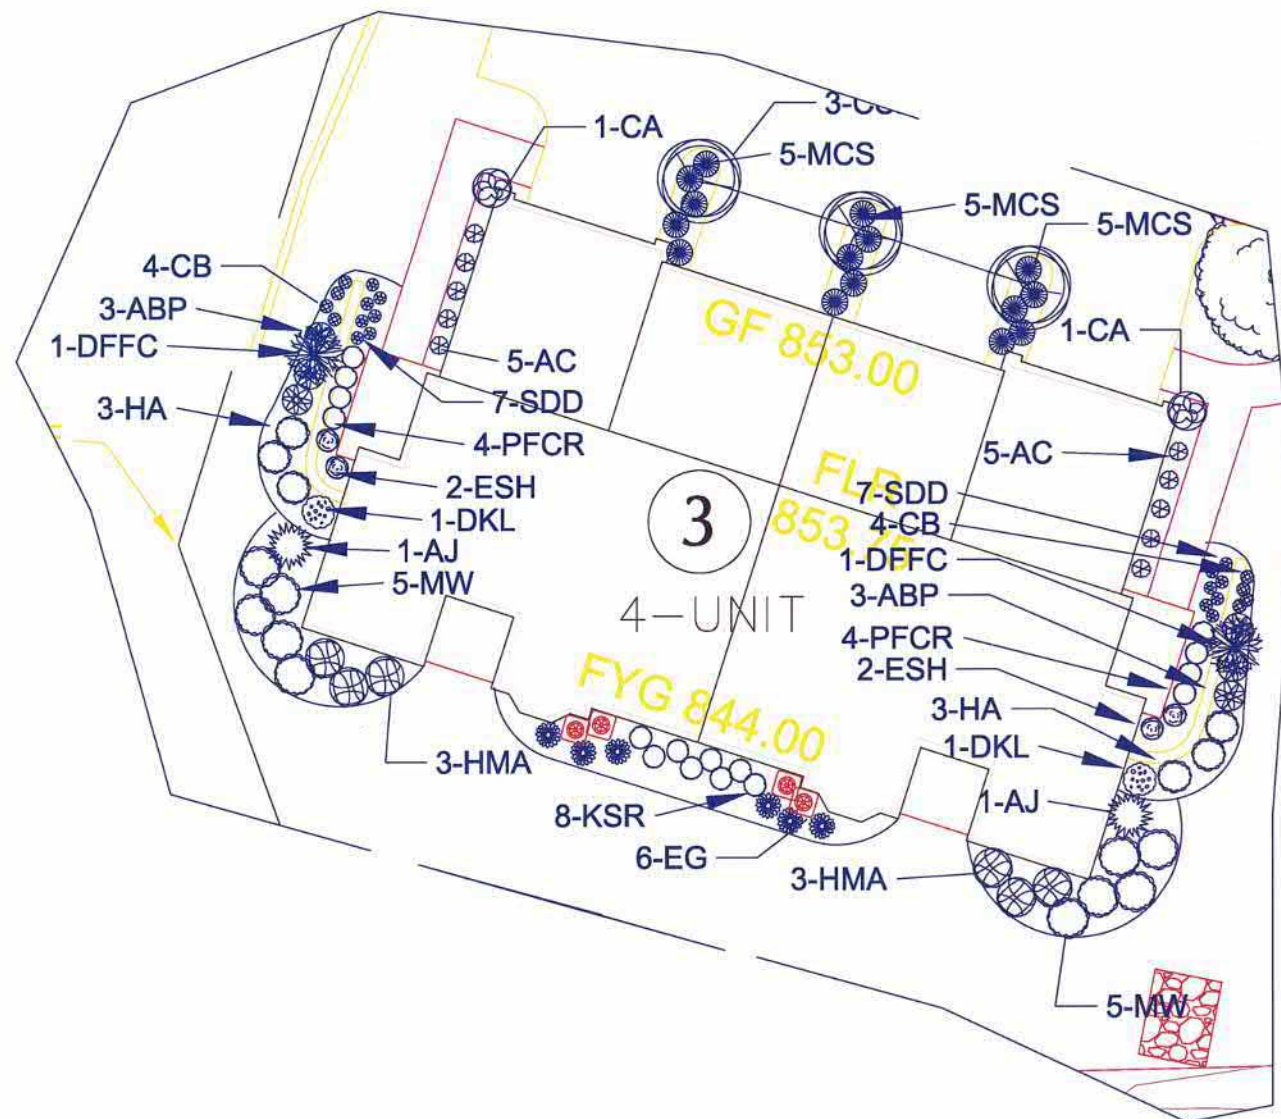 1-CA
5-MCS
5-MCS
5-MCS
4-CB
3-ABP
1-DFFC
5-AC
1-CA
7-SDD
3-HA
4-PFCR
2-ESH
1-DKL
1-AJ
5-MW
GF 853.00
FLR
853.75
3
4-UNIT
FYG 844.00
5-AC
7-SDD
4-CB
1-DFFC
3-ABP
4-PFCR
2-ESH
3-HA
1-DKL
1-AJ
3-HMA
8-KSR
6-EG
3-HMA
5-MW